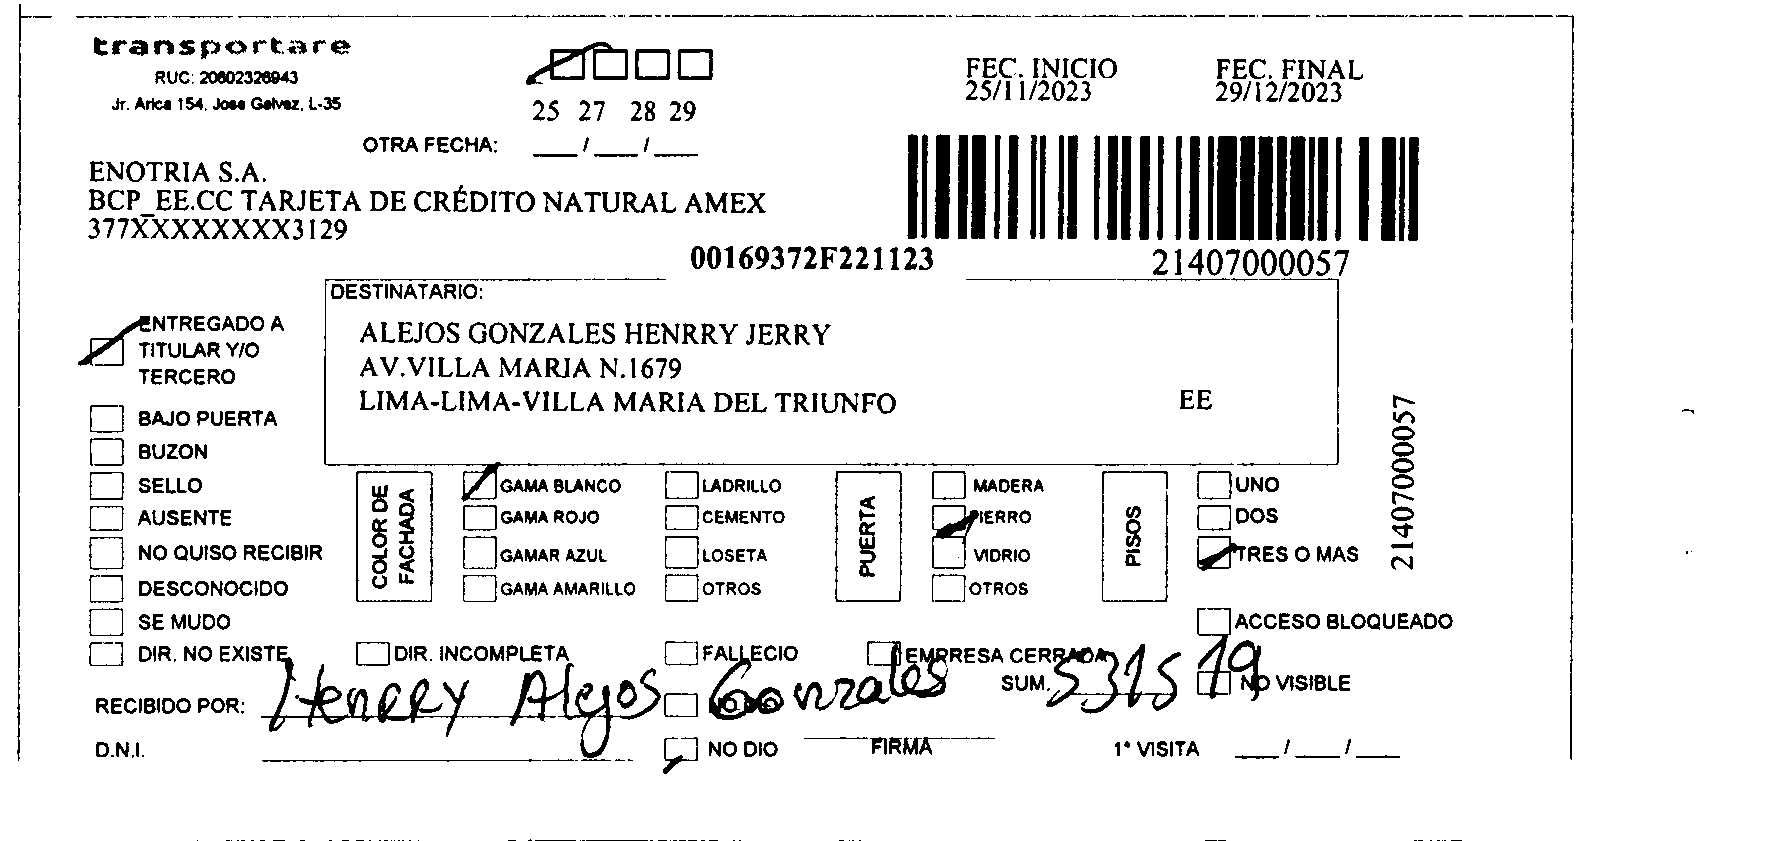 transportare
RUC: 20602326943
Jr. Arica 154, Jose Galvez, L-35
25 27 28 29
OTRA FECHA: ___/___/___
FEC. INICIO
25/11/2023
FEC. FINAL
29/12/2023
ENOTRIA S.A.
BCP_EE.CC TARJETA DE CRÉDITO NATURAL AMEX
377XXXXXXXX3129
00169372F221123
21407000057
DESTINATARIO:
ALEJOS GONZALES HENRRY JERRY
AV.VILLA MARIA N.1679
LIMA-LIMA-VILLA MARIA DEL TRIUNFO EE
21407000057
ENTREGADO A
TITULAR Y/O
TERCERO
BAJO PUERTA
BUZON
SELLO
AUSENTE
NO QUISO RECIBIR
DESCONOCIDO
SE MUDO
DIR. NO EXISTE
COLOR DE
FACHADA
GAMA BLANCO
GAMA ROJO
GAMAR AZUL
GAMA AMARILLO
LADRILLO
CEMENTO
LOSETA
OTROS
PUERTA
MADERA
FIERRO
VIDRIO
OTROS
PISOS
UNO
DOS
TRES O MAS
ACCESO BLOQUEADO
DIR. INCOMPLETA
FALLECIO
EMPRESA CERRADA
SUM. 531519
NO VISIBLE
RECIBIDO POR: Henrry Alejos Gonzales
D.N.I.
NO DIO
FIRMA
1° VISITA ___/___/___